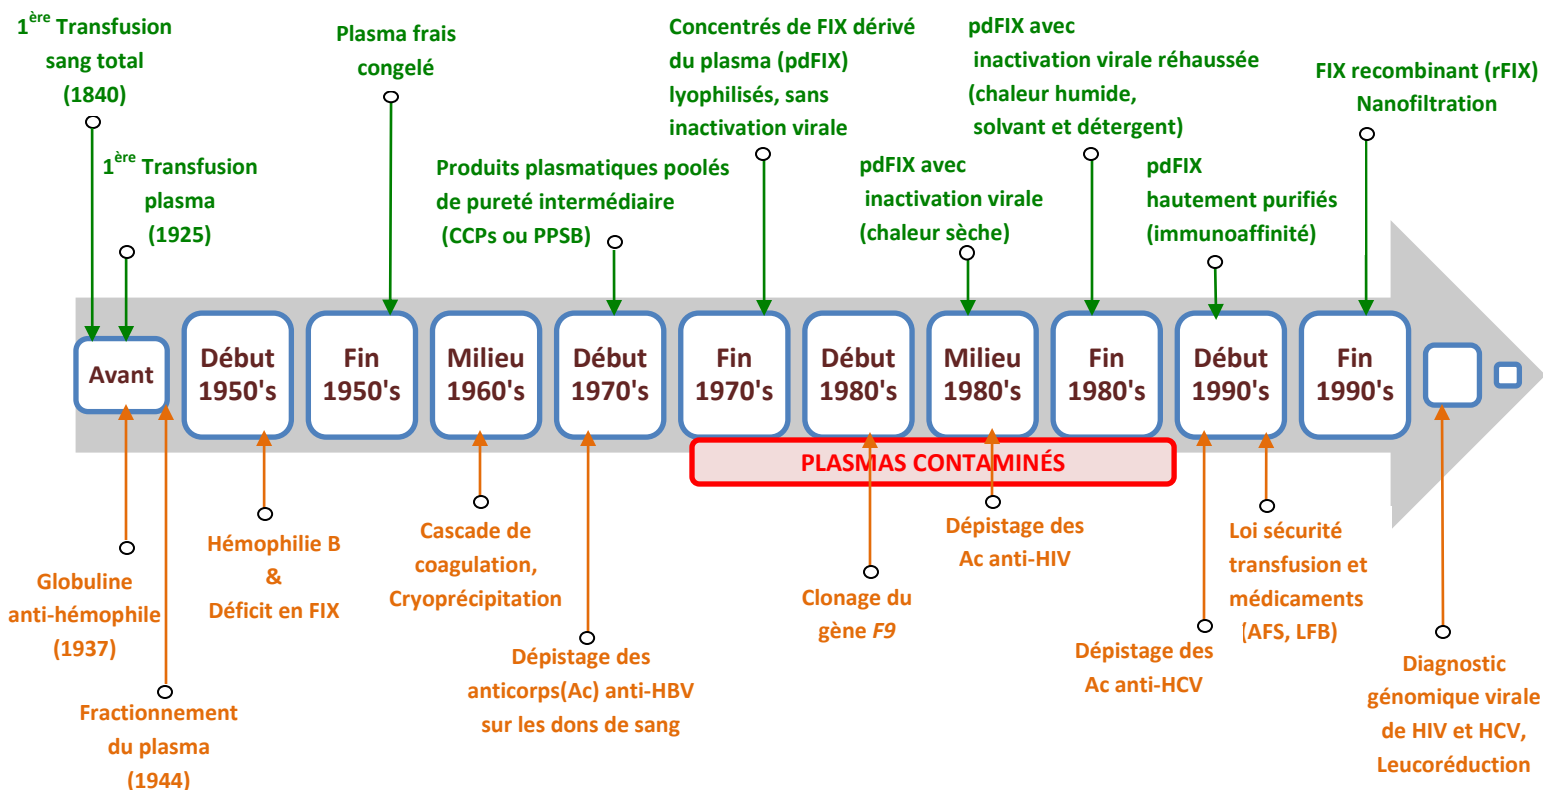 1ère Transfusion
sang total
(1840)
1ère Transfusion
plasma
(1925)
Plasma frais
congelé
Produits plasmatiques poolés
de pureté intermédiaire
(CCPs ou PPSB)
Concentrés de FIX dérivé
du plasma (pdFIX)
lyophilisés, sans
inactivation virale
pdFIX avec
inactivation virale
(chaleur sèche)
pdFIX avec
inactivation virale réhaussée
(chaleur humide,
solvant et détergent)
pdFIX
hautement purifiés
(immunoaffinité)
FIX recombinant (rFIX)
Nanofiltration
Avant
Début
1950's
Fin
1950's
Milieu
1960's
Début
1970's
Fin
1970's
Début
1980's
Milieu
1980's
Fin
1980's
Début
1990's
Fin
1990's
PLASMAS CONTAMINÉS
Globuline
anti-hémophile
(1937)
Fractionnement
du plasma
(1944)
Hémophilie B
&
Déficit en FIX
Cascade de
coagulation,
Cryoprécipitation
Dépistage des
anticorps(Ac) anti-HBV
sur les dons de sang
Clonage du
gène F9
Dépistage des
Ac anti-HIV
Dépistage des
Ac anti-HCV
Loi sécurité
transfusion et
médicaments
(AFS, LFB)
Diagnostic
génomique virale
de HIV et HCV,
Leucoréduction